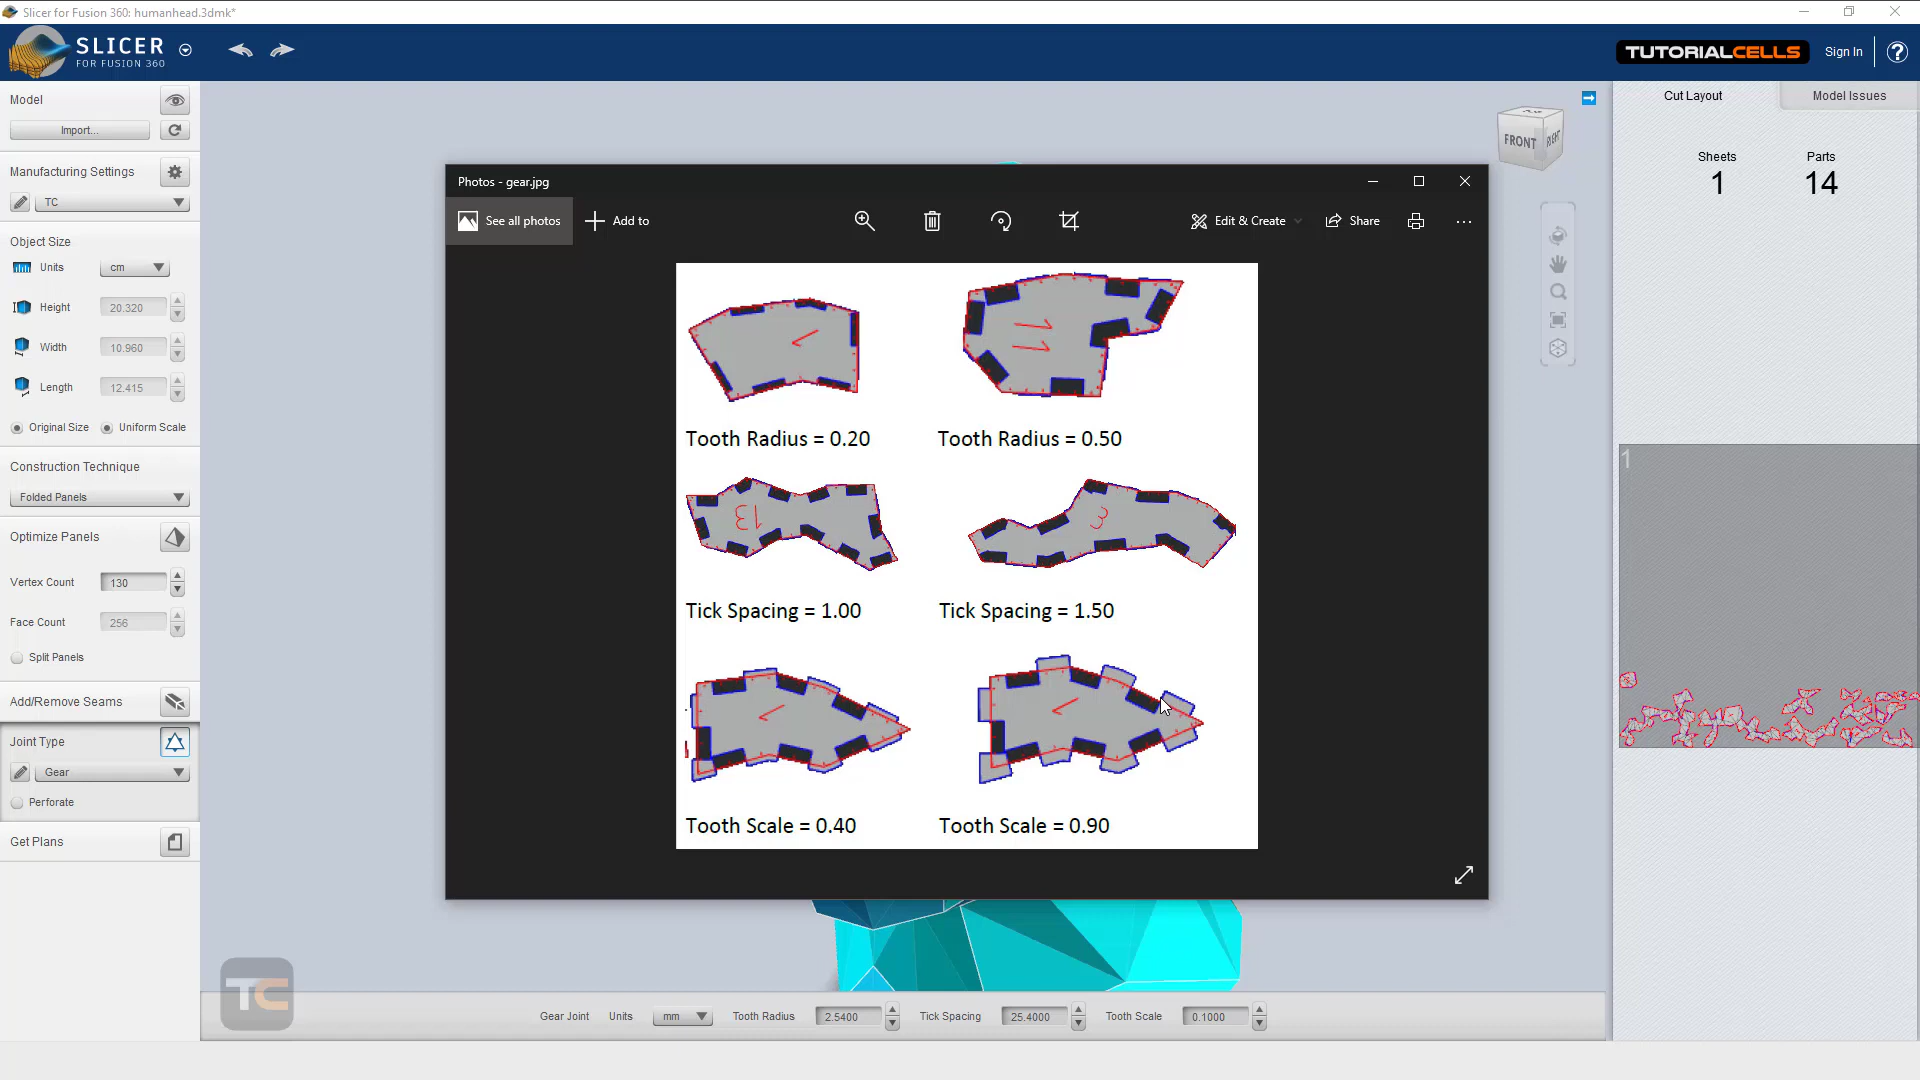 Slicer for Fusion 360: humanhead.3dmk*
SLICER
FOR FUSION 360
TUTORIALCELLS
Sign In
?
Model
Import...
Manufacturing Settings
TC
Object Size
Units
cm
Height
20.320
Width
10.960
Length
12.415
Original Size
Uniform Scale
Construction Technique
Folded Panels
Optimize Panels
Vertex Count
130
Face Count
256
Split Panels
Add/Remove Seams
Joint Type
Gear
Perforate
Get Plans
FRONT
RIGHT
Photos - gear.jpg
See all photos
Add to
Edit & Create
Share
Tooth Radius = 0.20
Tooth Radius = 0.50
13
3
Tick Spacing = 1.00
Tick Spacing = 1.50
Tooth Scale = 0.40
Tooth Scale = 0.90
TC
Gear Joint
Units
mm
Tooth Radius
2.5400
Tick Spacing
25.4000
Tooth Scale
0.1000
Cut Layout
Model Issues
Sheets
Parts
1
14
1